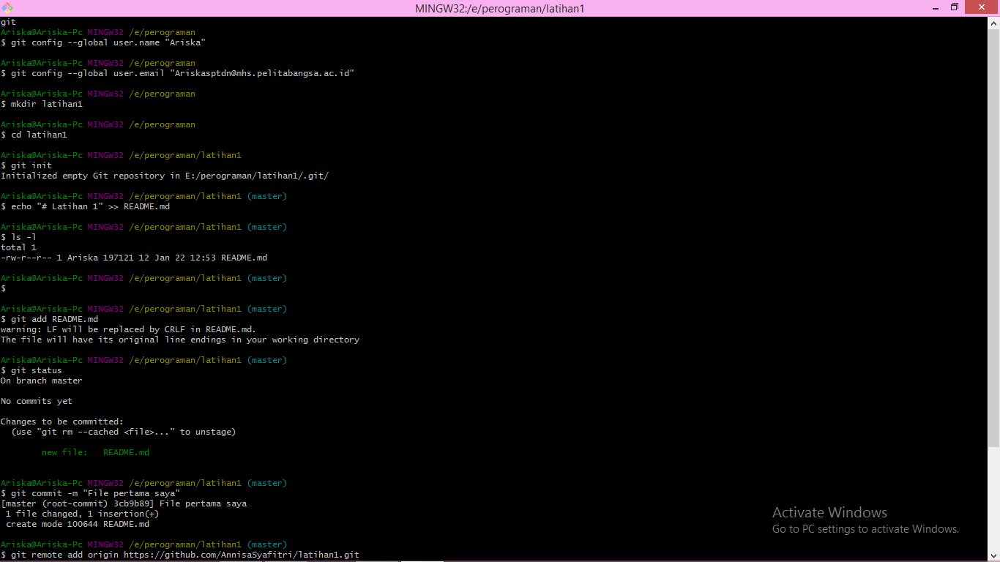 MINGW32:/e/perograman/latihan1
git
Ariska@Ariska-Pc MINGW32 /e/perograman
$ git config --global user.name "Ariska"
Ariska@Ariska-Pc MINGW32 /e/perograman
$ git config --global user.email "Ariskasptdn@mhs.pelitabangsa.ac.id"
Ariska@Ariska-Pc MINGW32 /e/perograman
$ mkdir latihan1
Ariska@Ariska-Pc MINGW32 /e/perograman
$ cd latihan1
Ariska@Ariska-Pc MINGW32 /e/perograman/latihan1
$ git init
Initialized empty Git repository in E:/perograman/latihan1/.git/
Ariska@Ariska-Pc MINGW32 /e/perograman/latihan1 (master)
$ echo "# Latihan 1" >> README.md
Ariska@Ariska-Pc MINGW32 /e/perograman/latihan1 (master)
$ ls -l
total 1
-rw-r--r-- 1 Ariska 197121 12 Jan 22 12:53 README.md
Ariska@Ariska-Pc MINGW32 /e/perograman/latihan1 (master)
$
Ariska@Ariska-Pc MINGW32 /e/perograman/latihan1 (master)
$ git add README.md
warning: LF will be replaced by CRLF in README.md.
The file will have its original line endings in your working directory
Ariska@Ariska-Pc MINGW32 /e/perograman/latihan1 (master)
$ git status
On branch master
No commits yet
Changes to be committed:
  (use "git rm --cached <file>..." to unstage)
        new file:   README.md
Ariska@Ariska-Pc MINGW32 /e/perograman/latihan1 (master)
$ git commit -m "File pertama saya"
[master (root-commit) 3cb9b89] File pertama saya
 1 file changed, 1 insertion(+)
 create mode 100644 README.md
Ariska@Ariska-Pc MINGW32 /e/perograman/latihan1 (master)
$ git remote add origin https://github.com/AnnisaSyafitri/latihan1.git
Activate Windows
Go to PC settings to activate Windows.